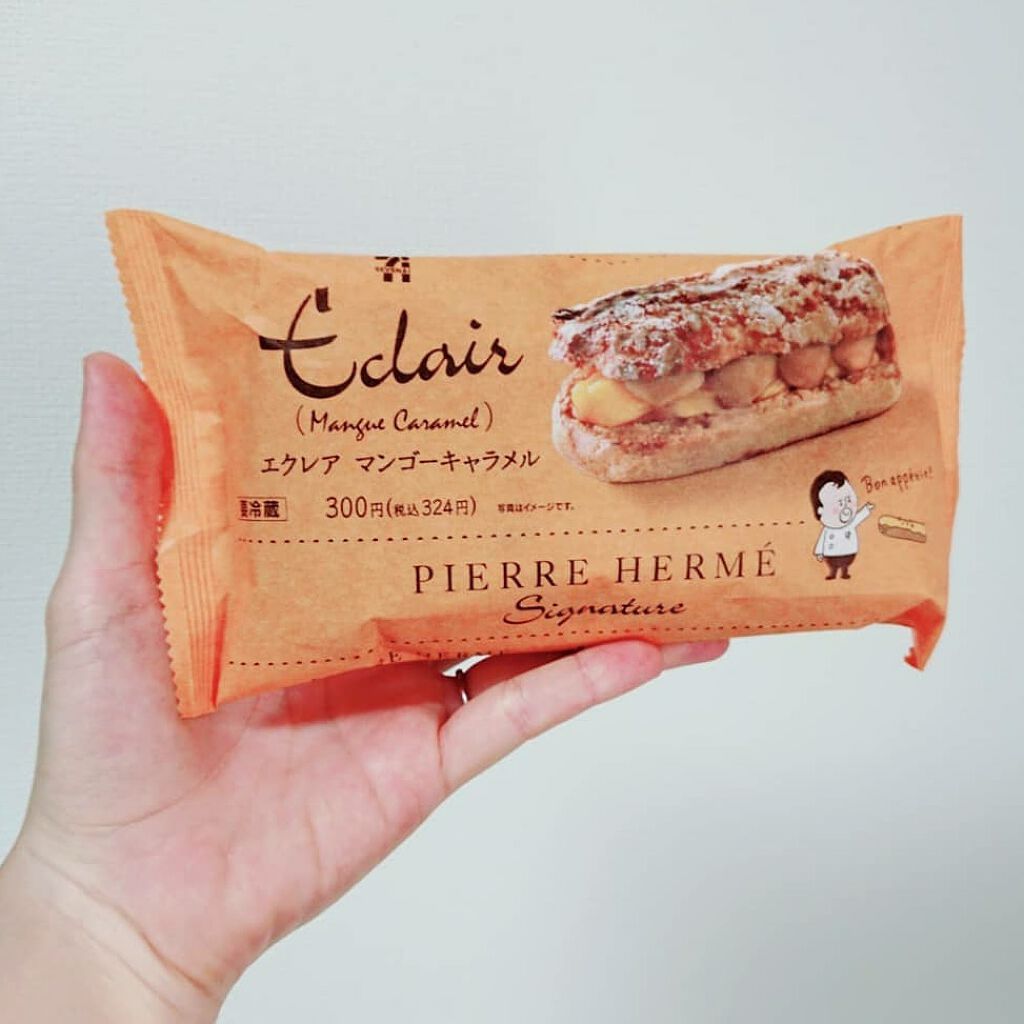 Éclair
(Mangue Caramel)
エクレア マンゴーキャラメル
要冷蔵 300円(税込324円) 写真はイメージです。
Bon appétit!
PIERRE HERMÉ
Signature